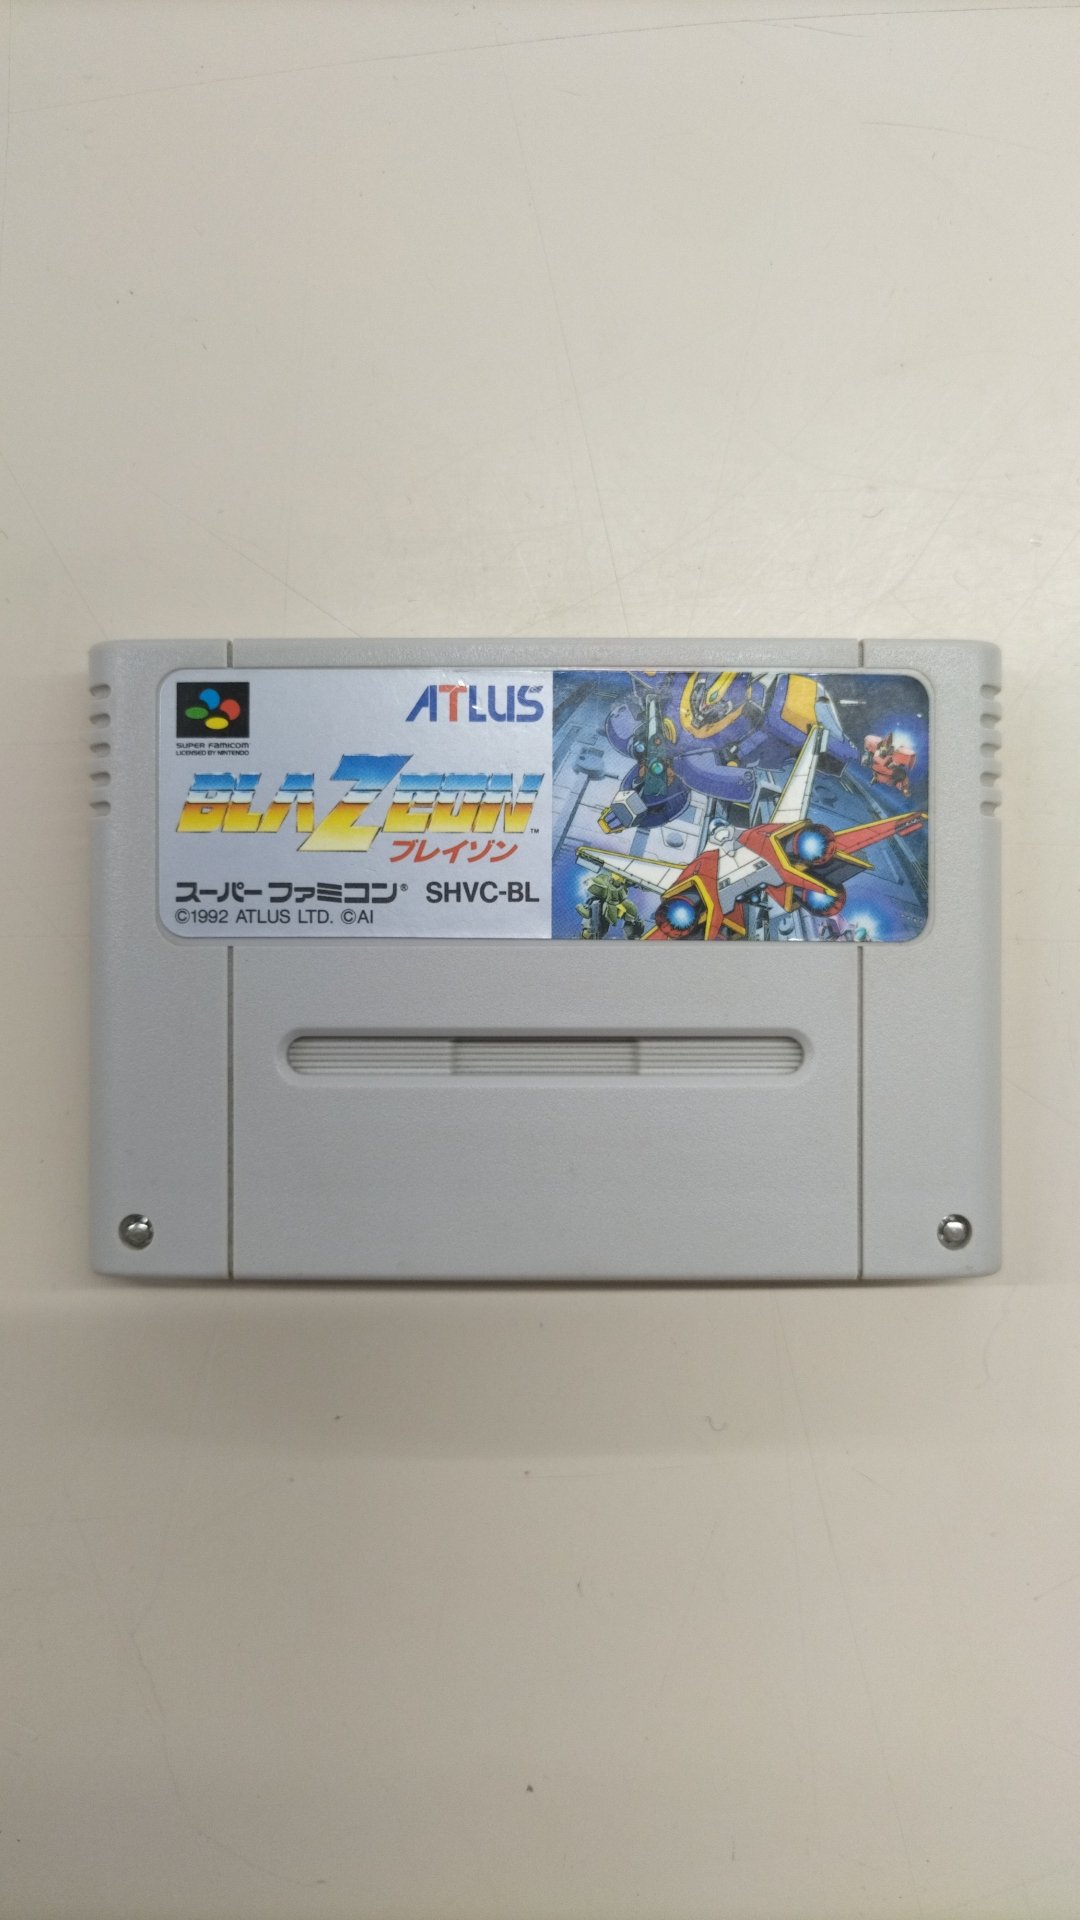 ATLUS
SUPER FAMICOM
LICENSED BY NINTENDO
BLAZEON™
ブレイゾン
スーパーファミコン® SHVC-BL
©1992 ATLUS LTD. ©AI